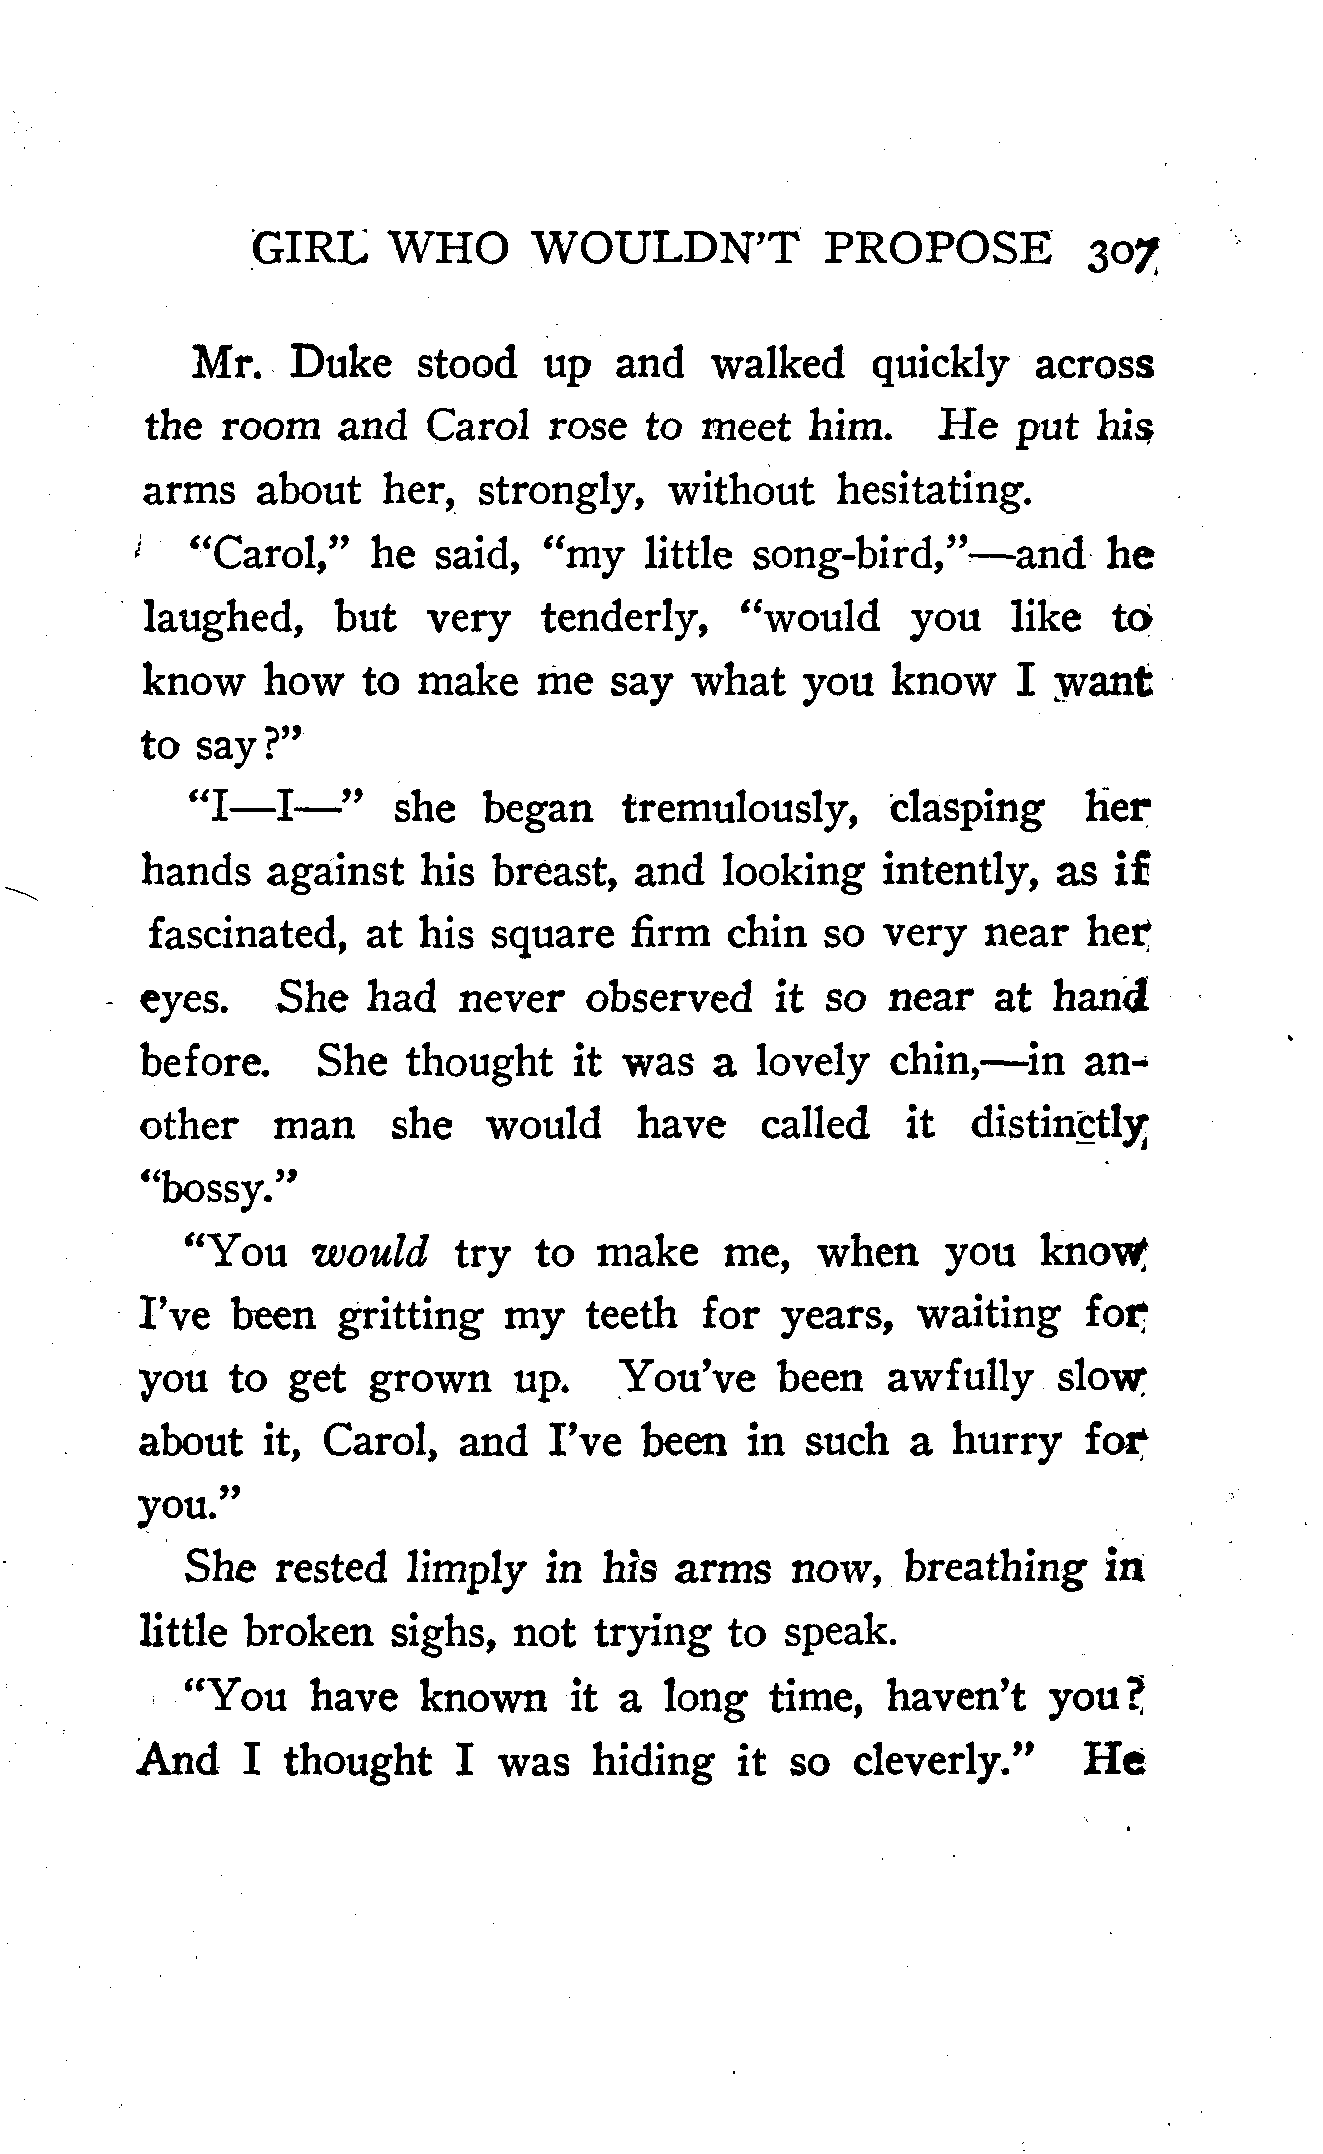 GIRL WHO WOULDN'T PROPOSE 307
Mr. Duke stood up and walked quickly across
the room and Carol rose to meet him. He put his
arms about her, strongly, without hesitating.
“Carol,” he said, “my little song-bird,”—and he
laughed, but very tenderly, “would you like to
know how to make me say what you know I want
to say?”
“I—I—” she began tremulously, clasping her
hands against his breast, and looking intently, as if
fascinated, at his square firm chin so very near her
eyes. She had never observed it so near at hand
before. She thought it was a lovely chin,—in an-
other man she would have called it distinctly
“bossy.”
“You would try to make me, when you know
I've been gritting my teeth for years, waiting for
you to get grown up. You've been awfully slow
about it, Carol, and I've been in such a hurry for
you.”
She rested limply in his arms now, breathing in
little broken sighs, not trying to speak.
“You have known it a long time, haven't you?
And I thought I was hiding it so cleverly.” He